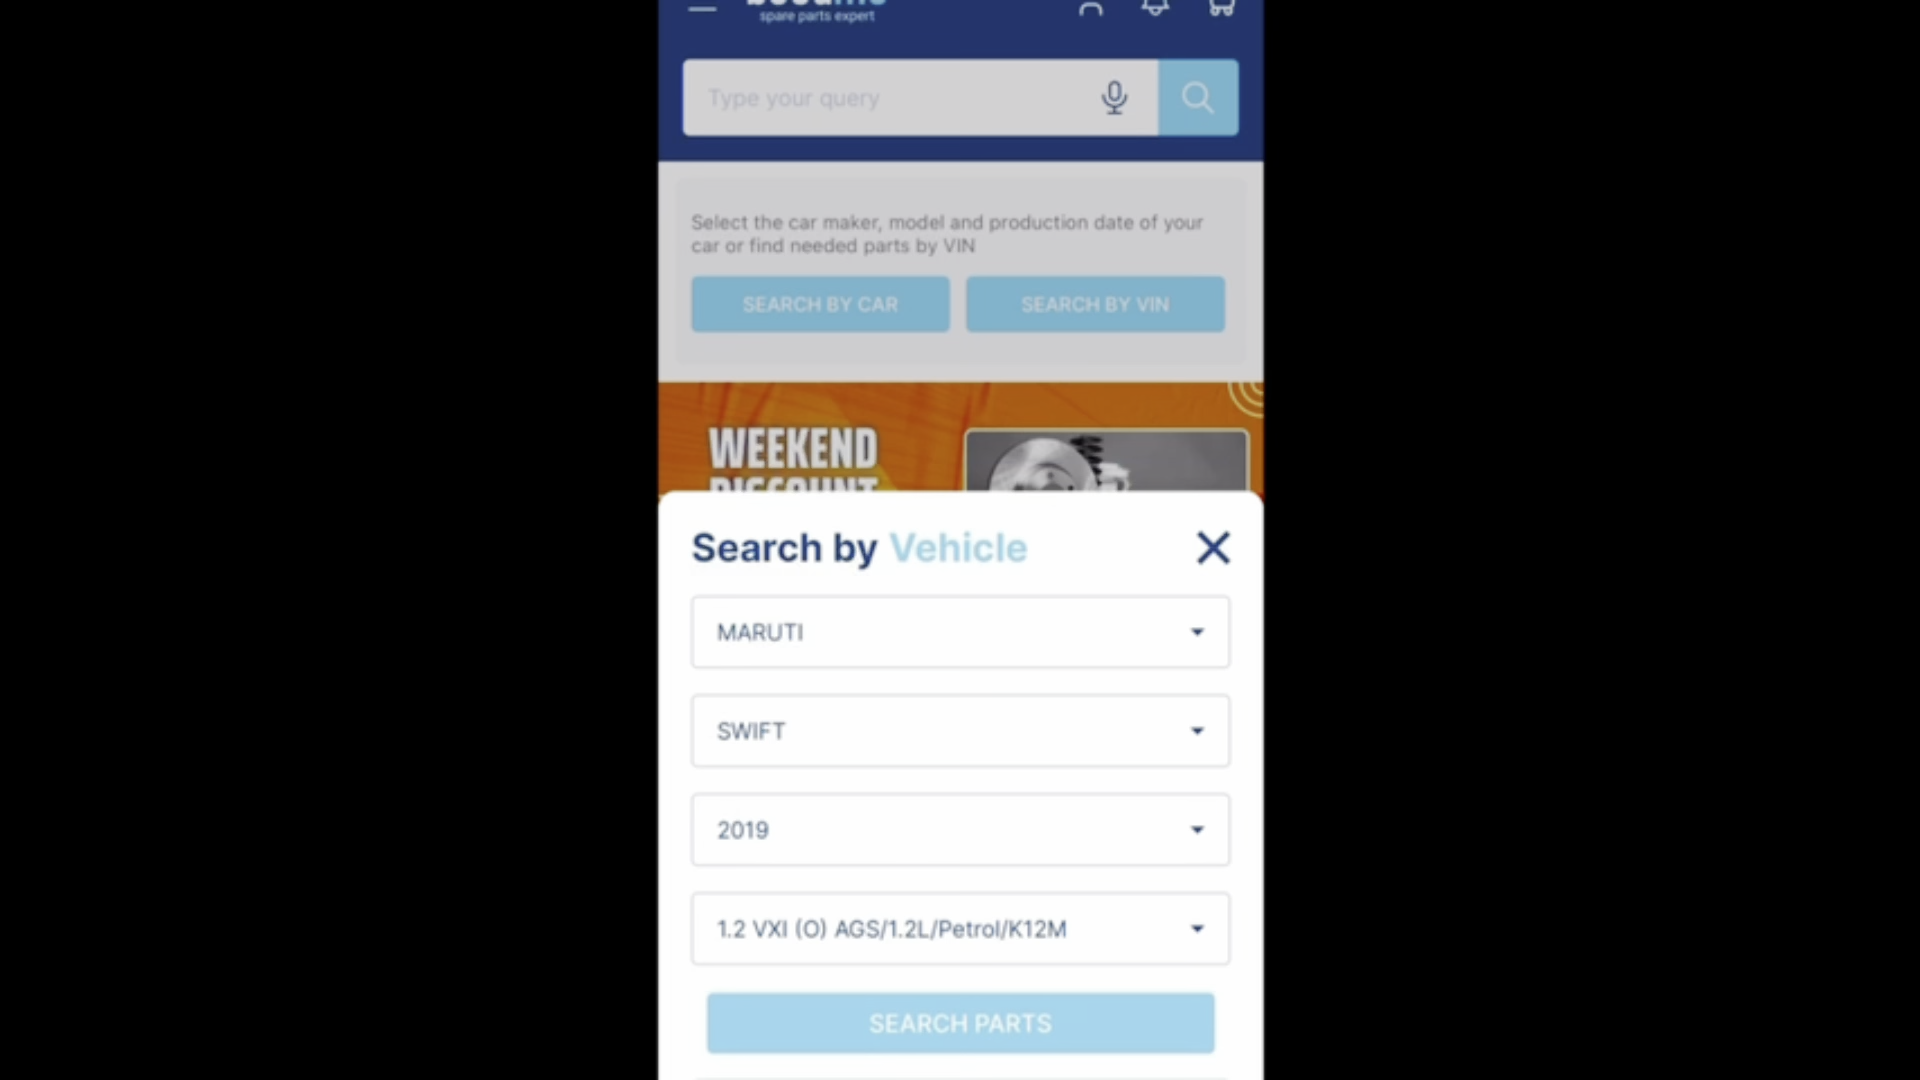 spare parts expert
Type your query
Select the car maker, model and production date of your
car or find needed parts by VIN
SEARCH BY CAR
SEARCH BY VIN
WEEKEND
DISCOUNT
Search by Vehicle
MARUTI
SWIFT
2019
1.2 VXI (O) AGS/1.2L/Petrol/K12M
SEARCH PARTS